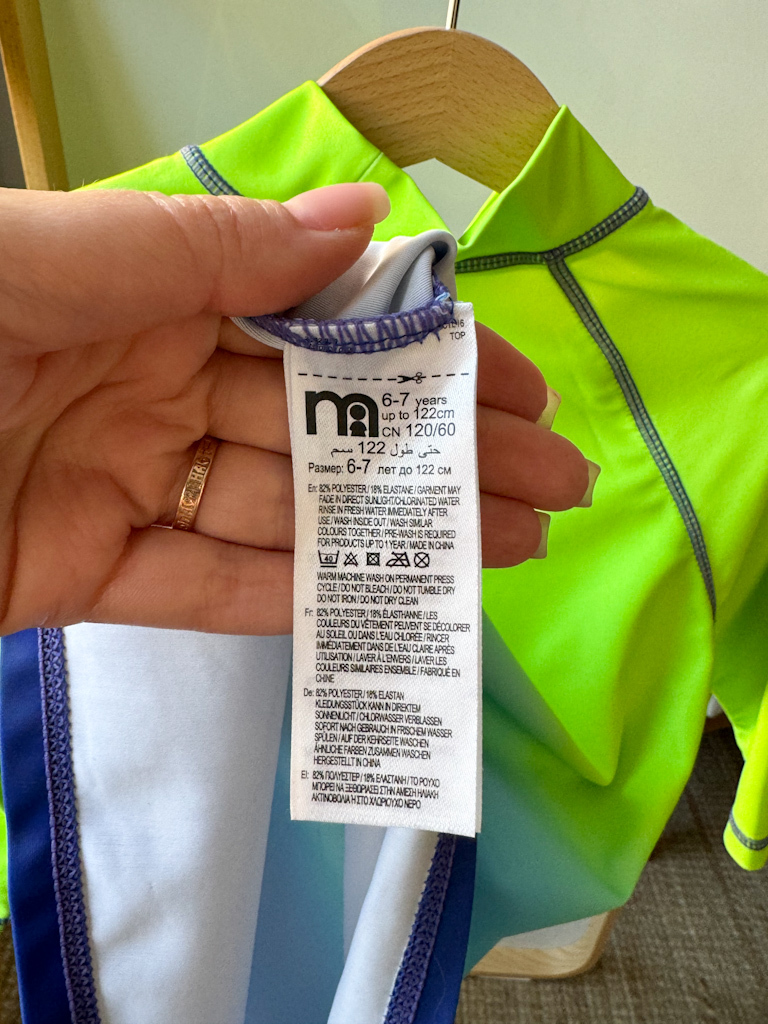 TOP
m
6-7 years
up to 122cm
CN 120/60
حتى طول 122 سم
Размер: 6-7 лет до 122 см
En: 82% POLYESTER / 18% ELASTANE / GARMENT MAY
FADE IN DIRECT SUNLIGHT/CHLORINATED WATER
RINSE IN FRESH WATER IMMEDIATELY AFTER
USE / WASH INSIDE OUT / WASH SIMILAR
COLOURS TOGETHER / PRE-WASH IS REQUIRED
FOR PRODUCTS UP TO 1 YEAR / MADE IN CHINA
40
WARM MACHINE WASH ON PERMANENT PRESS
CYCLE / DO NOT BLEACH / DO NOT TUMBLE DRY
DO NOT IRON / DO NOT DRY CLEAN
Fr: 82% POLYESTER / 18% ÉLASTHANNE / LES
COULEURS DU VÊTEMENT PEUVENT SE DÉCOLORER
AU SOLEIL OU DANS L'EAU CHLORÉE / RINCER
IMMÉDIATEMENT DANS DE L'EAU CLAIRE APRÈS
UTILISATION / LAVER À L'ENVERS / LAVER LES
COULEURS SIMILAIRES ENSEMBLE / FABRIQUÉ EN
CHINE
De: 82% POLYESTER / 18% ELASTAN
KLEIDUNGSSTÜCK KANN IN DIREKTEM
SONNENLICHT / CHLORWASSER VERBLASSEN
SOFORT NACH GEBRAUCH IN FRISCHEM WASSER
SPÜLEN / AUF DER KEHRSEITE WASCHEN
ÄHNLICHE FARBEN ZUSAMMEN WASCHEN
HERGESTELLT IN CHINA
El: 82% ΠΟΛΥΕΣΤΕΡ / 18% ΕΛΑΣΤΑΝΗ / ΤΟ ΡΟΥΧΟ
ΜΠΟΡΕΙ ΝΑ ΞΕΘΩΡΙΑΣΕΙ ΣΤΗΝ ΑΜΕΣΗ ΗΛΙΑΚΗ
ΑΚΤΙΝΟΒΟΛΙΑ Ή ΣΤΟ ΧΛΩΡΙΟΥΧΟ ΝΕΡΟ